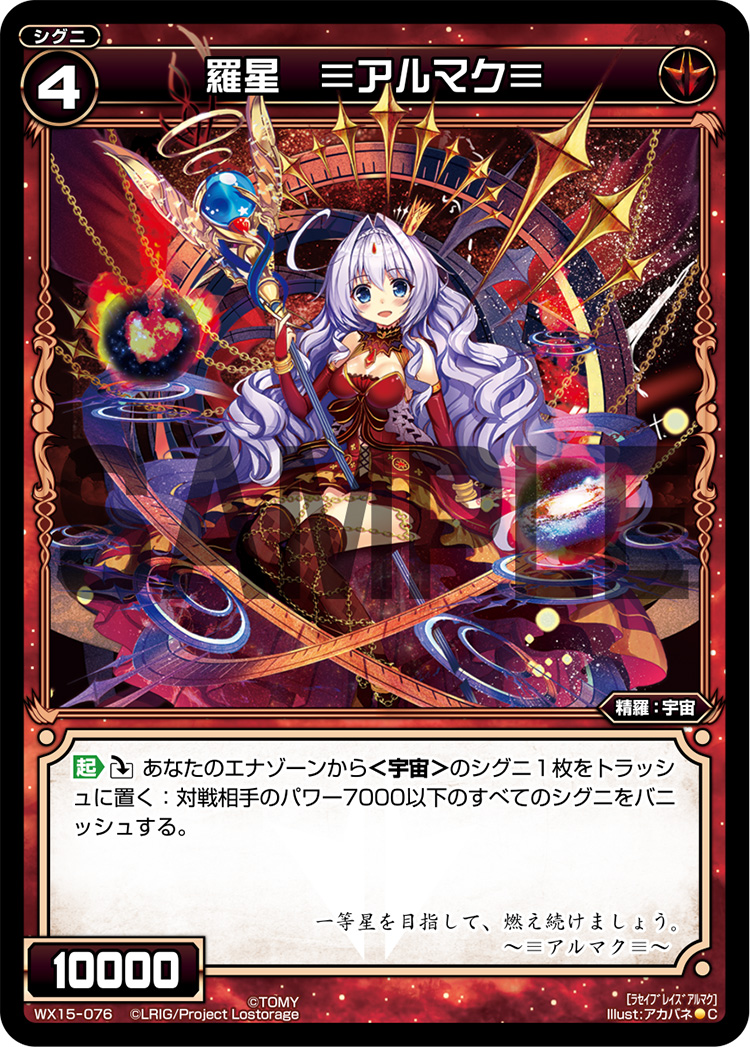 シグニ
4
羅星 ≡アルマク≡
SAMPLE
精羅：宇宙
起 あなたのエナゾーンから<宇宙>のシグニ1枚をトラッシ
ュに置く：対戦相手のパワー7000以下のすべてのシグニをバニ
ッシュする。
一等星を目指して、燃え続けましょう。
～≡アルマク≡～
10000
WX15-076 ©LRIG/Project Lostorage
©TOMY
[ラセイブレイズアルマク]
Illust:アカバネ C